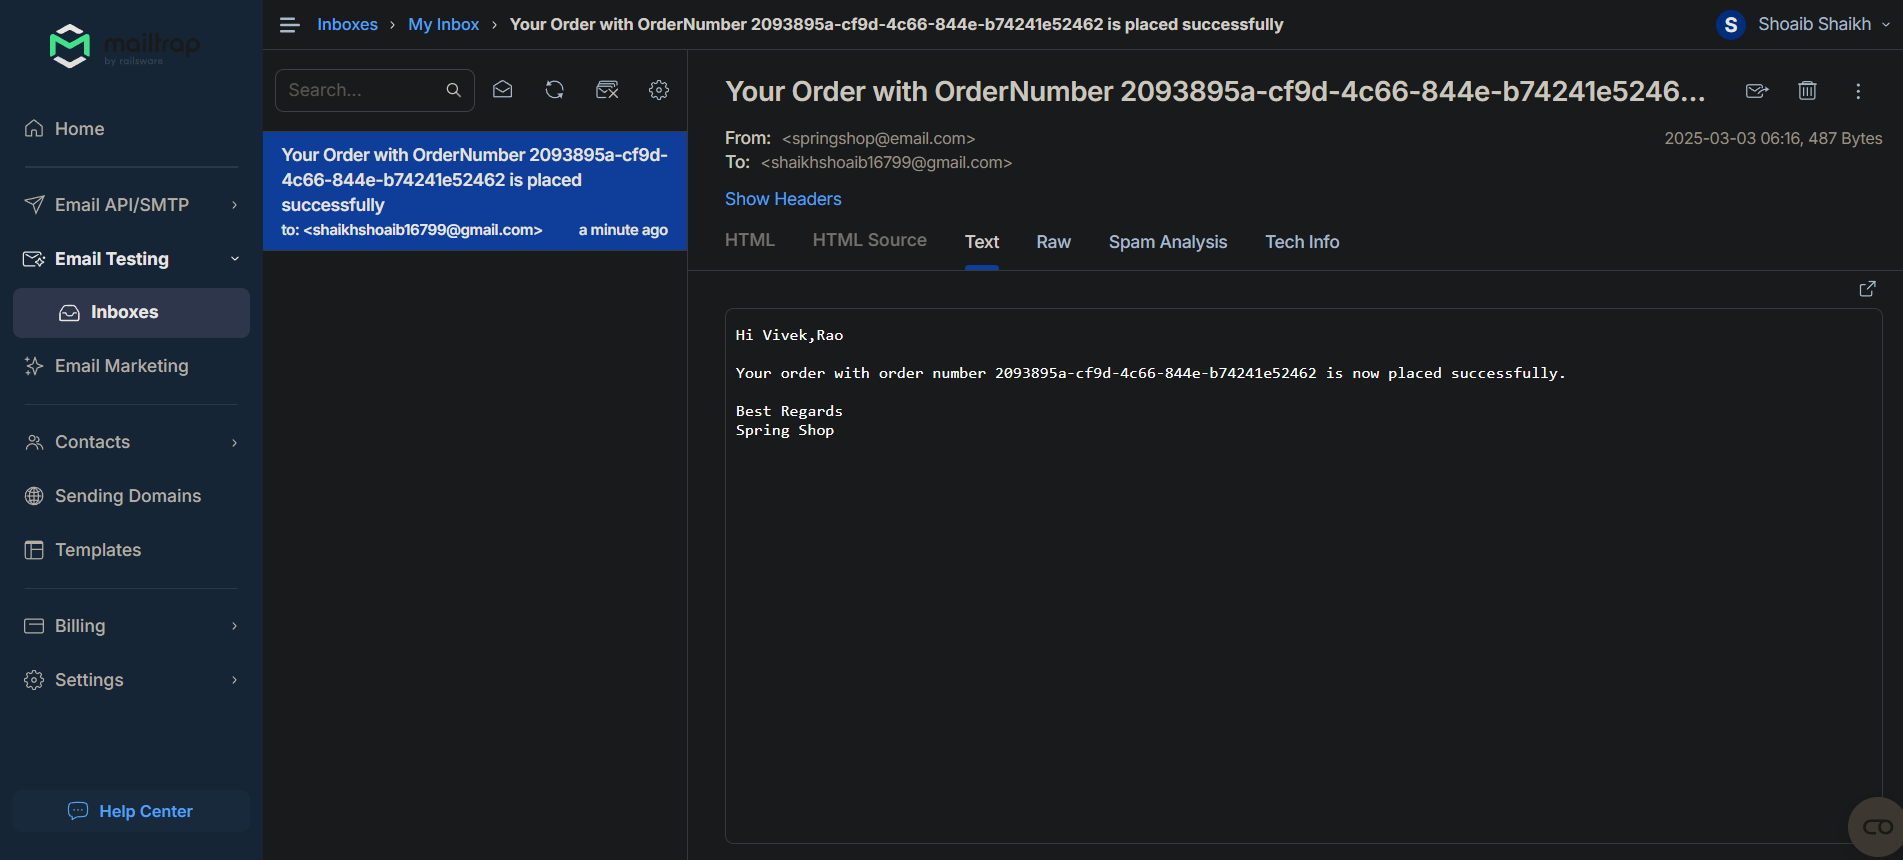 mailtrap
by railsware
Home
Email API/SMTP
Email Testing
Inboxes
Email Marketing
Contacts
Sending Domains
Templates
Billing
Settings
Help Center
Inboxes › My Inbox › Your Order with OrderNumber 2093895a-cf9d-4c66-844e-b74241e52462 is placed successfully
S Shoaib Shaikh
Search...
Your Order with OrderNumber 2093895a-cf9d-
4c66-844e-b74241e52462 is placed
successfully
to: <shaikhshoaib16799@gmail.com> a minute ago
Your Order with OrderNumber 2093895a-cf9d-4c66-844e-b74241e5246...
From: <springshop@email.com> 2025-03-03 06:16, 487 Bytes
To: <shaikhshoaib16799@gmail.com>
Show Headers
HTML HTML Source Text Raw Spam Analysis Tech Info
Hi Vivek,Rao
Your order with order number 2093895a-cf9d-4c66-844e-b74241e52462 is now placed successfully.
Best Regards
Spring Shop